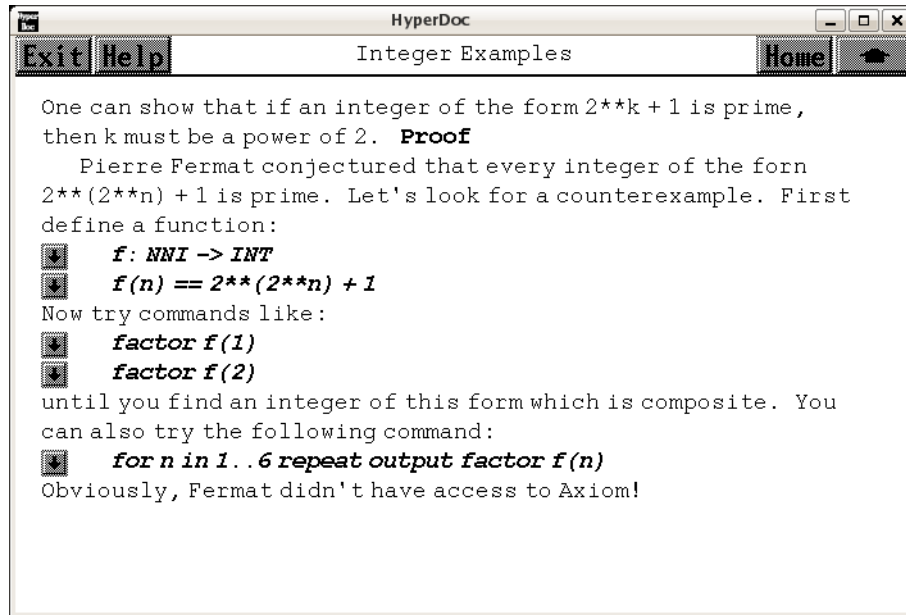 Hyper Doc
HyperDoc
Exit Help Integer Examples Home
One can show that if an integer of the form 2**k + 1 is prime,
then k must be a power of 2. Proof
Pierre Fermat conjectured that every integer of the forn
2**(2**n) + 1 is prime. Let's look for a counterexample. First
define a function:
f: NNI -> INT
f(n) == 2**(2**n) + 1
Now try commands like:
factor f(1)
factor f(2)
until you find an integer of this form which is composite. You
can also try the following command:
for n in 1..6 repeat output factor f(n)
Obviously, Fermat didn't have access to Axiom!